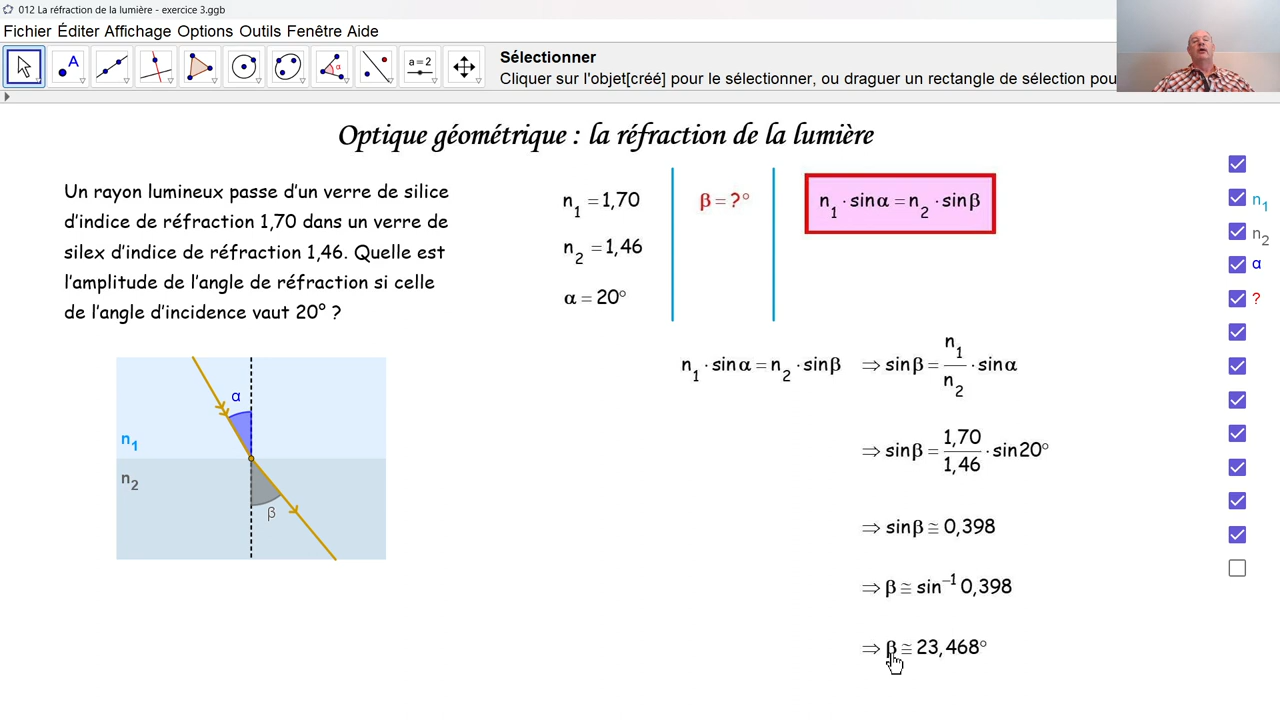 012 La réfraction de la lumière - exercice 3.ggb
Fichier Éditer Affichage Options Outils Fenêtre Aide
A
α
a = 2
Sélectionner
Cliquer sur l'objet[créé] pour le sélectionner, ou draguer un rectangle de sélection pou
Optique géométrique : la réfraction de la lumière
Un rayon lumineux passe d'un verre de silice
d'indice de réfraction 1,70 dans un verre de
silex d'indice de réfraction 1,46. Quelle est
l'amplitude de l'angle de réfraction si celle
de l'angle d'incidence vaut 20° ?
n₁ = 1,70
n₂ = 1,46
α = 20°
β = ?°
n₁ · sinα = n₂ · sinβ
n₁ · sinα = n₂ · sinβ ⇒ sinβ = n₁/n₂ · sinα
⇒ sinβ = 1,70/1,46 · sin20°
⇒ sinβ ≅ 0,398
⇒ β ≅ sin⁻¹ 0,398
⇒ β ≅ 23,468°
α
n₁
n₂
β
n₁
n₂
α
?